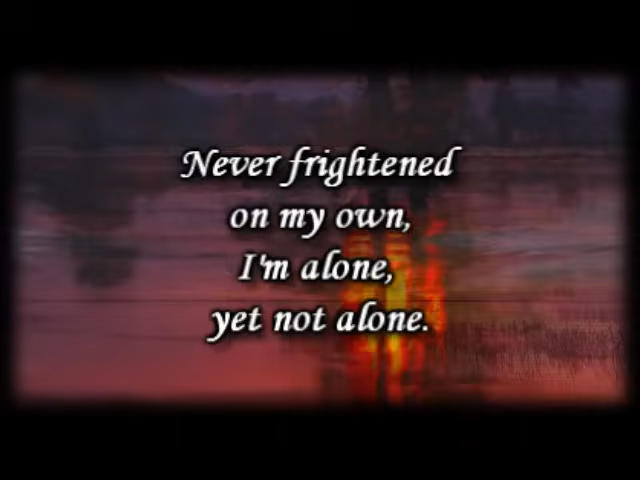 Never frightened
on my own,
I'm alone,
yet not alone.